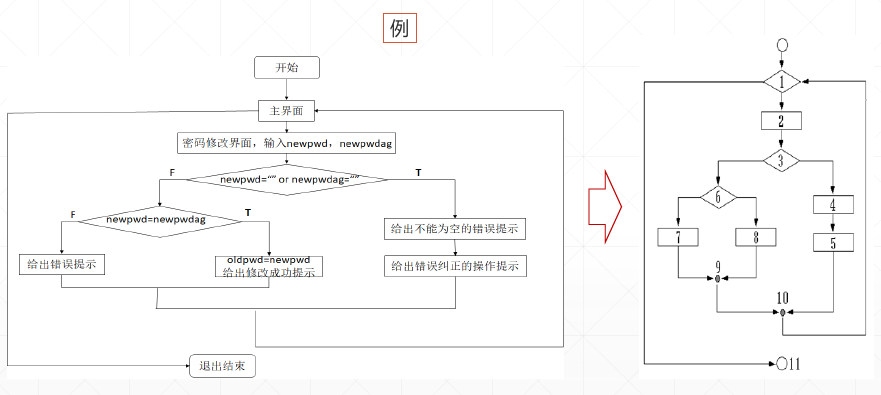 例
开始
主界面
密码修改界面，输入newpwd，newpwdag
F
T
newpwd=“” or newpwdag=“”
F
newpwd=newpwdag
T
给出不能为空的错误提示
给出错误提示
oldpwd=newpwd
给出修改成功提示
给出错误纠正的操作提示
退出结束
1
2
3
6
4
7
8
5
9
10
11